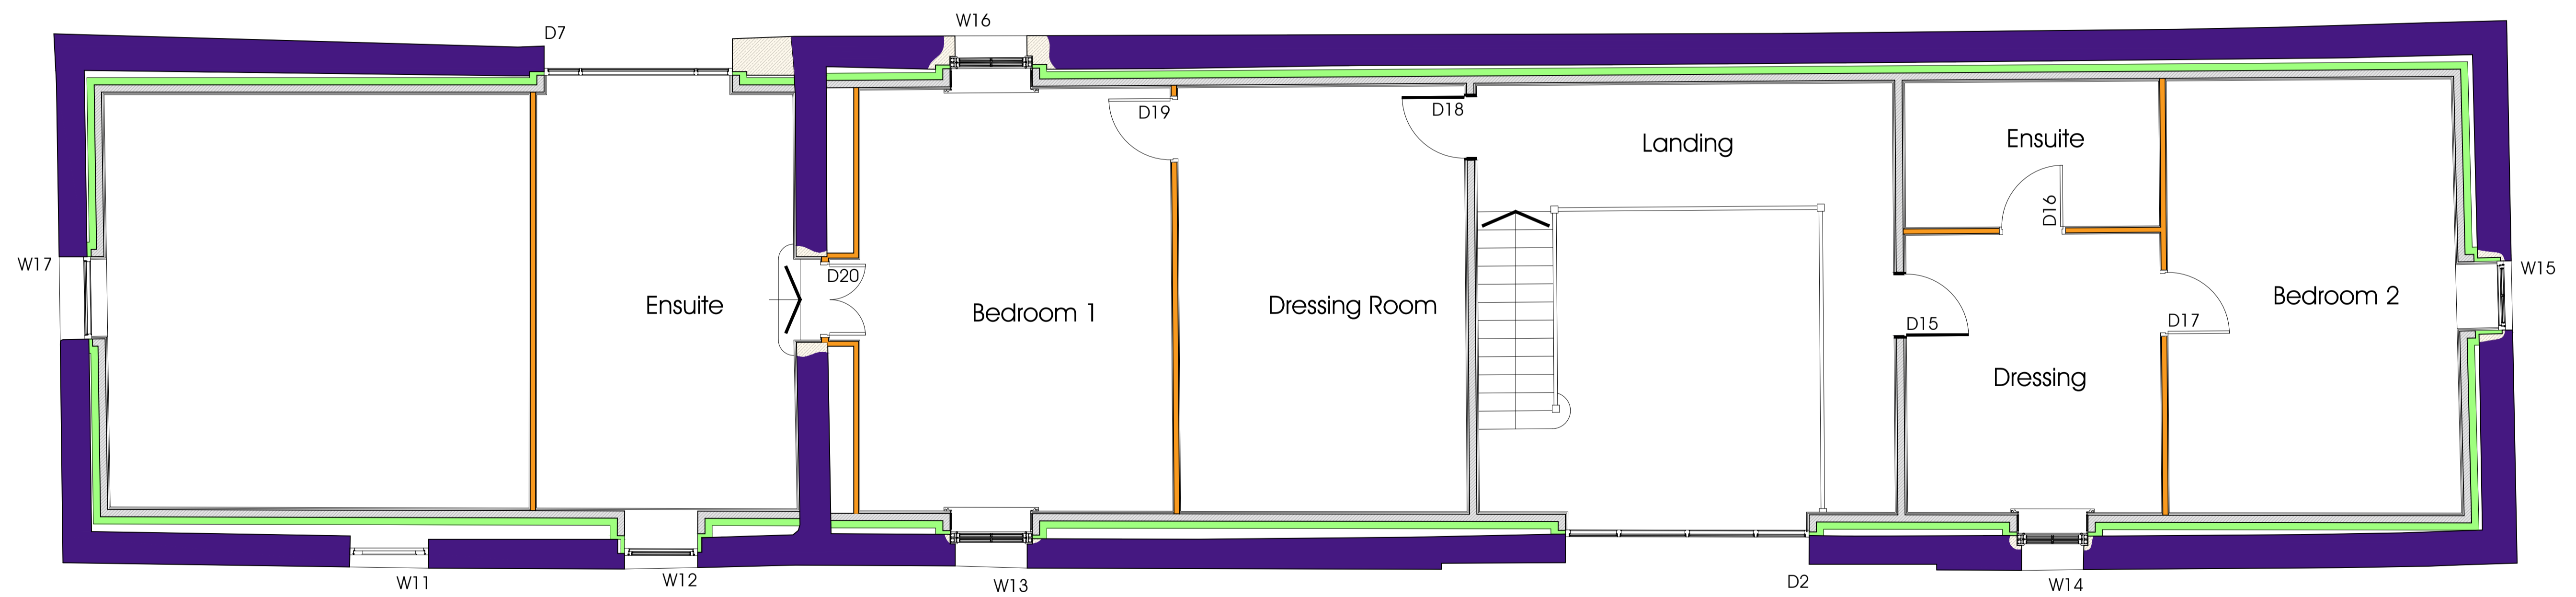 W16
D7
D19
D18
Landing
Ensuite
D16
W17
D20
W15
Ensuite
Bedroom 1
Dressing Room
Bedroom 2
D15
D17
Dressing
W11
W12
W13
D2
W14